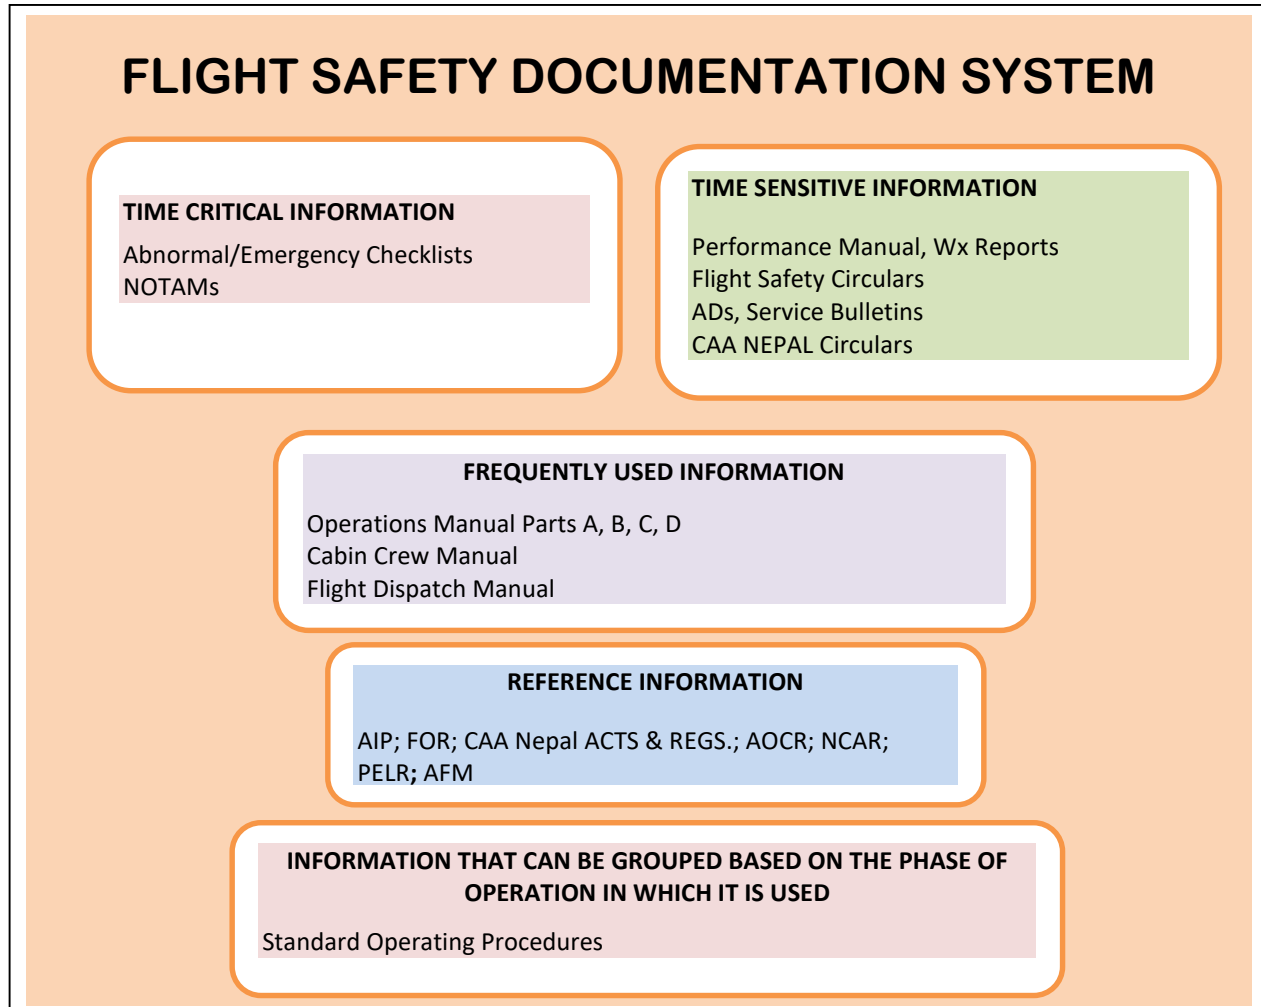 FLIGHT SAFETY DOCUMENTATION SYSTEM
TIME CRITICAL INFORMATION
Abnormal/Emergency Checklists
NOTAMs
TIME SENSITIVE INFORMATION
Performance Manual, Wx Reports
Flight Safety Circulars
ADs, Service Bulletins
CAA NEPAL Circulars
FREQUENTLY USED INFORMATION
Operations Manual Parts A, B, C, D
Cabin Crew Manual
Flight Dispatch Manual
REFERENCE INFORMATION
AIP; FOR; CAA Nepal ACTS & REGS.; AOCR; NCAR;
PELR; AFM
INFORMATION THAT CAN BE GROUPED BASED ON THE PHASE OF
OPERATION IN WHICH IT IS USED
Standard Operating Procedures